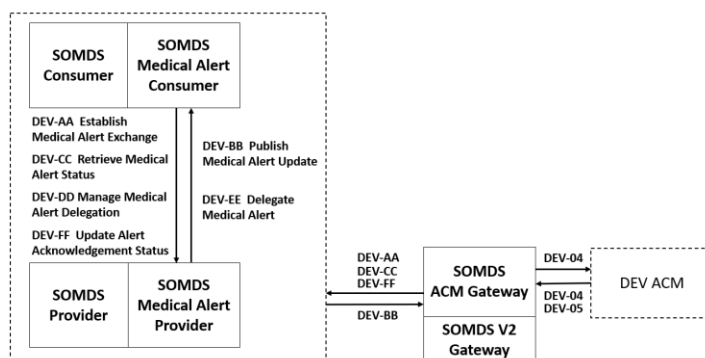 SOMDS
Consumer
SOMDS
Medical Alert
Consumer
DEV-AA Establish
Medical Alert Exchange
DEV-CC Retrieve Medical
Alert Status
DEV-DD Manage Medical
Alert Delegation
DEV-FF Update Alert
Acknowledgement Status
DEV-BB Publish
Medical Alert Update
DEV-EE Delegate
Medical Alert
SOMDS
Provider
SOMDS
Medical Alert
Provider
DEV-AA
DEV-CC
DEV-FF
DEV-BB
SOMDS
ACM Gateway
SOMDS V2
Gateway
DEV-04
DEV-04
DEV-05
DEV ACM